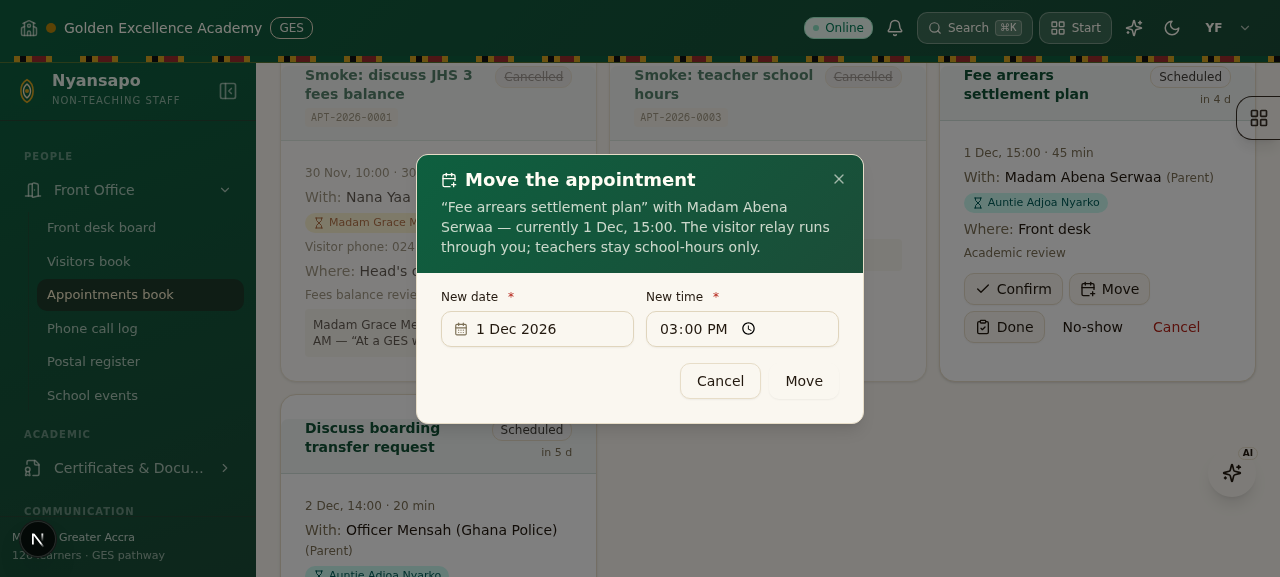 Golden Excellence Academy
GES
Online
Search
⌘K
Start
YF
Nyansapo
NON-TEACHING STAFF
PEOPLE
Front Office
Front desk board
Visitors book
Appointments book
Phone call log
Postal register
School events
ACADEMIC
Certificates & Docu...
COMMUNICATION
Greater Accra
GES pathway
Smoke: discuss JHS 3
fees balance
Cancelled
APT-2026-0001
30 Nov, 10:00 · 30
With: Nana Yaa
Madam Grace M
Visitor phone: 024
Where: Head's
Fees balance revie
Madam Grace Me
AM — “At a GES
Smoke: teacher school
hours
Cancelled
APT-2026-0003
Fee arrears
settlement plan
Scheduled
in 4 d
1 Dec, 15:00 · 45 min
With: Madam Abena Serwaa (Parent)
Auntie Adjoa Nyarko
Where: Front desk
Academic review
Confirm
Move
Done
No-show
Cancel
Move the appointment
“Fee arrears settlement plan” with Madam Abena
Serwaa — currently 1 Dec, 15:00. The visitor relay runs
through you; teachers stay school-hours only.
New date *
New time *
1 Dec 2026
03:00 PM
Cancel
Move
Discuss boarding
transfer request
Scheduled
in 5 d
2 Dec, 14:00 · 20 min
With: Officer Mensah (Ghana Police)
(Parent)
Auntie Adjoa Nyarko
AI
N